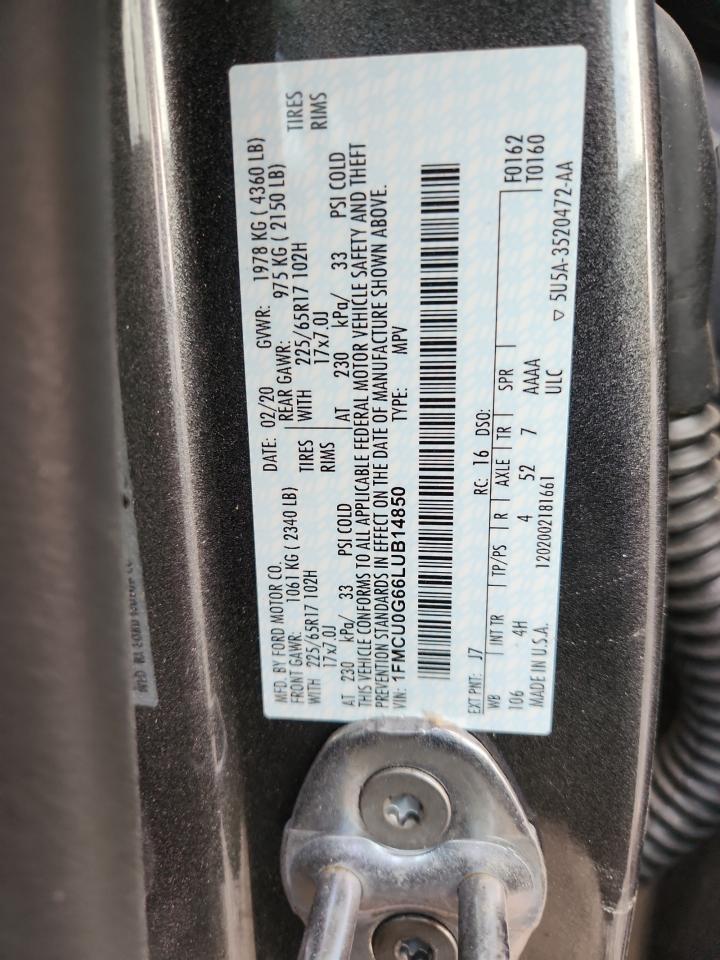 MFD. BY FORD MOTOR CO. DATE: 02/20 GVWR: 1978 KG ( 4360 LB)
FRONT GAWR: 1061 KG ( 2340 LB) REAR GAWR: 975 KG ( 2150 LB)
WITH 225/65R17 102H TIRES WITH 225/65R17 102H TIRES
17x7.0J RIMS 17x7.0J RIMS
AT 230 kPa/ 33 PSI COLD AT 230 kPa/ 33 PSI COLD
THIS VEHICLE CONFORMS TO ALL APPLICABLE FEDERAL MOTOR VEHICLE SAFETY AND THEFT
PREVENTION STANDARDS IN EFFECT ON THE DATE OF MANUFACTURE SHOWN ABOVE.
VIN: 1FMCU0G66LUB14850 TYPE: MPV
EXT PNT: J7 RC: 16 DSO: F0162
WB INT TR TP/PS R AXLE TR SPR T0160
106 4H 4 52 7 AAAA
MADE IN U.S.A. 1202002181661 ULC ▽ 5U5A-3520472-AA